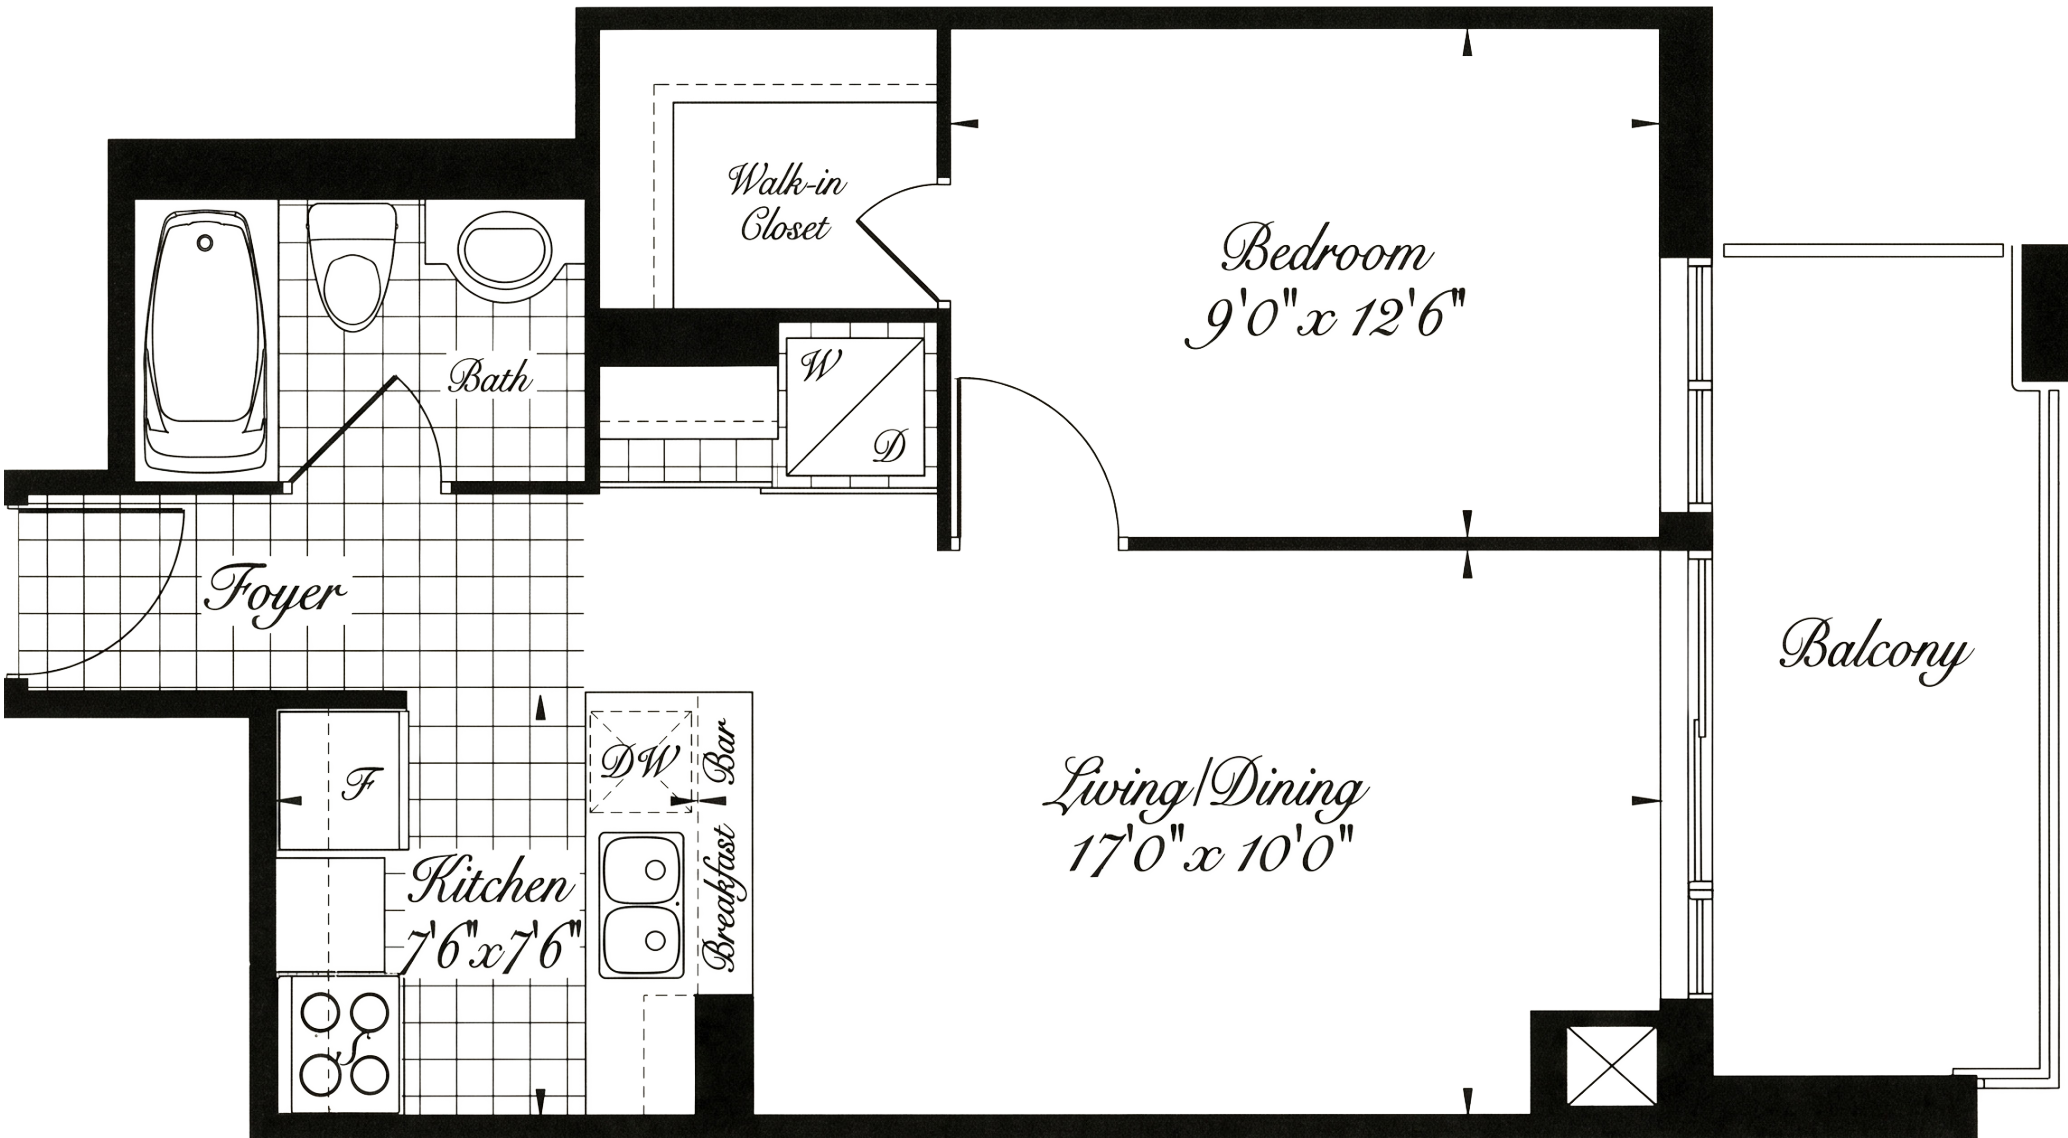 Walk-in
Closet
Bedroom
9'0" x 12'6"
Bath
W
D
Foyer
Balcony
DW
Breakfast Bar
F
Living/Dining
17'0" x 10'0"
Kitchen
7'6" x 7'6"
S